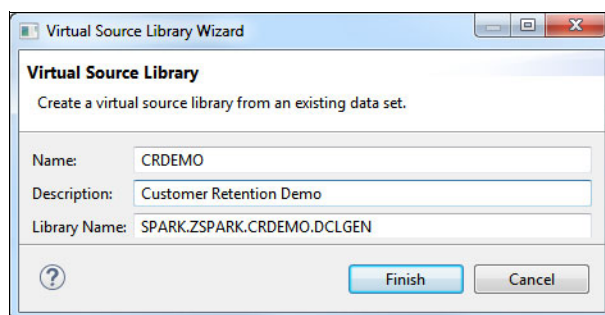 Virtual Source Library Wizard
Virtual Source Library
Create a virtual source library from an existing data set.
Name: CRDEMO
Description: Customer Retention Demo
Library Name: SPARK.ZSPARK.CRDEMO.DCLGEN
? Finish Cancel